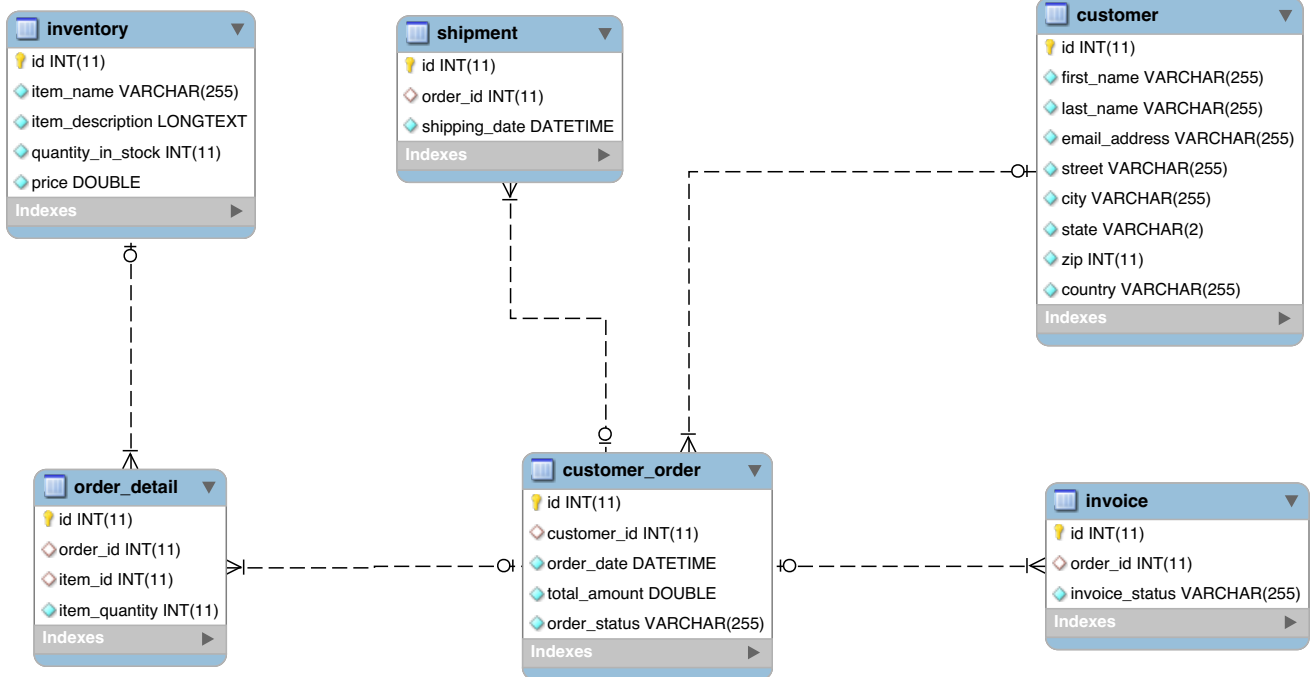 inventory
id INT(11)
item_name VARCHAR(255)
item_description LONGTEXT
quantity_in_stock INT(11)
price DOUBLE
Indexes
shipment
id INT(11)
order_id INT(11)
shipping_date DATETIME
Indexes
customer
id INT(11)
first_name VARCHAR(255)
last_name VARCHAR(255)
email_address VARCHAR(255)
street VARCHAR(255)
city VARCHAR(255)
state VARCHAR(2)
zip INT(11)
country VARCHAR(255)
Indexes
order_detail
id INT(11)
order_id INT(11)
item_id INT(11)
item_quantity INT(11)
Indexes
customer_order
id INT(11)
customer_id INT(11)
order_date DATETIME
total_amount DOUBLE
order_status VARCHAR(255)
Indexes
invoice
id INT(11)
order_id INT(11)
invoice_status VARCHAR(255)
Indexes